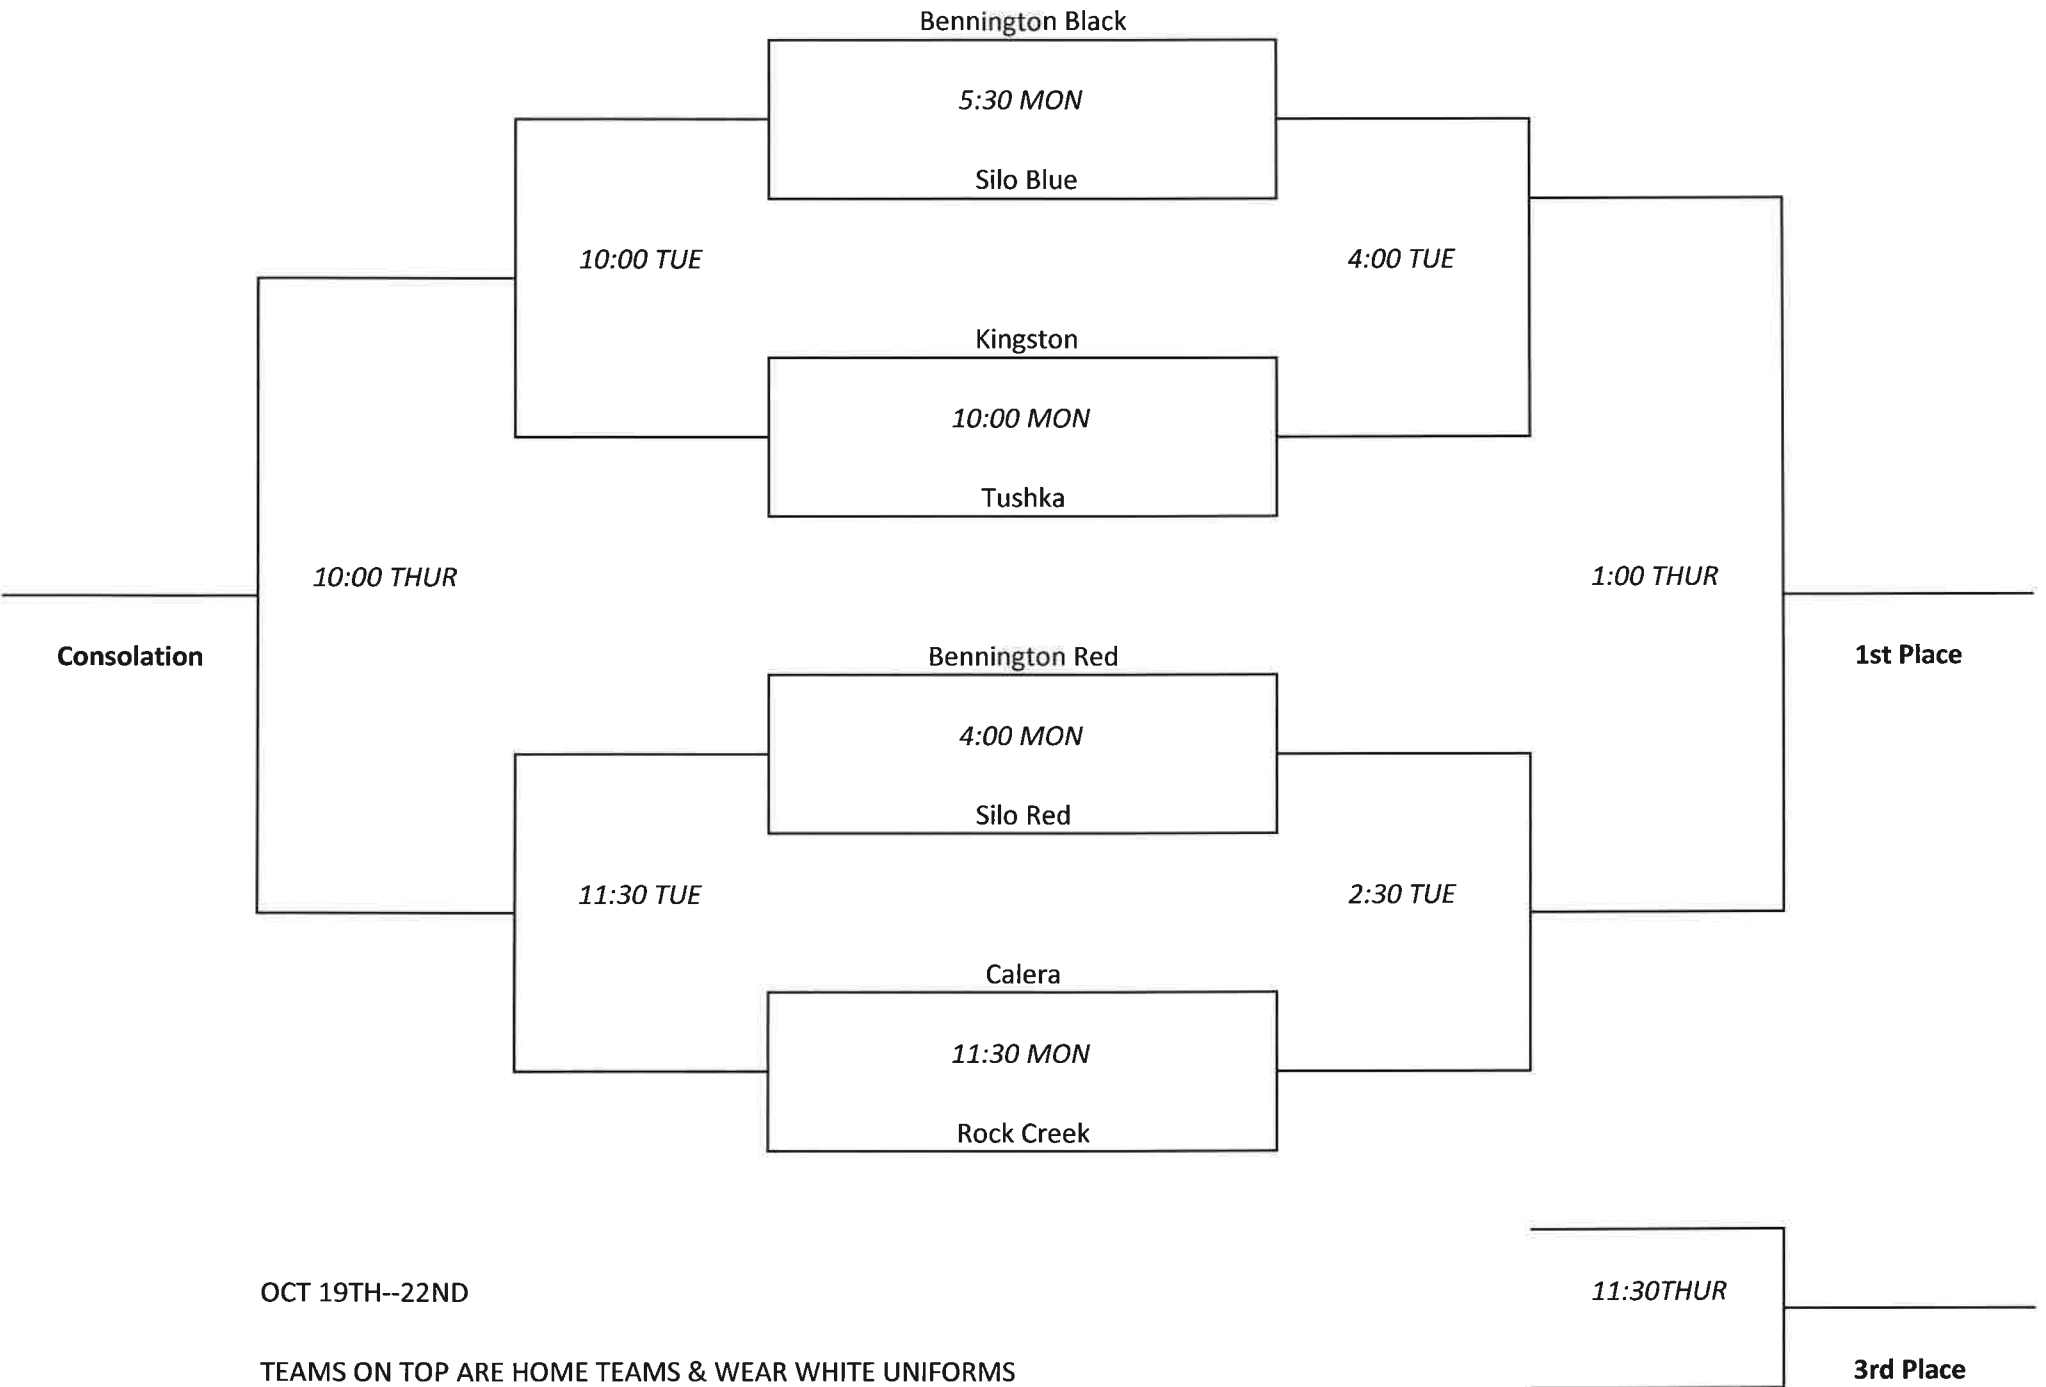 Bennington Black
5:30 MON
Silo Blue
10:00 TUE
4:00 TUE
Kingston
10:00 MON
Tushka
10:00 THUR
1:00 THUR
Consolation
Bennington Red
1st Place
4:00 MON
Silo Red
11:30 TUE
2:30 TUE
Calera
11:30 MON
Rock Creek
OCT 19TH--22ND
11:30THUR
TEAMS ON TOP ARE HOME TEAMS & WEAR WHITE UNIFORMS
3rd Place